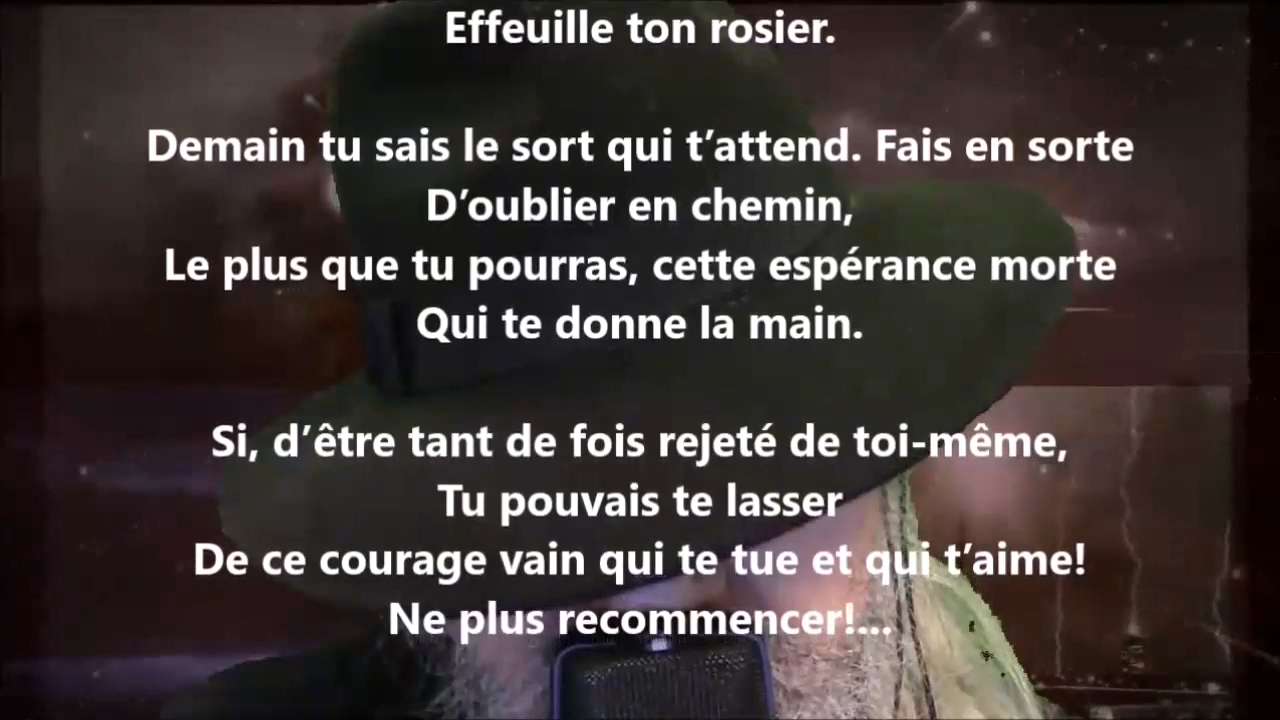 Effeuille ton rosier.
Demain tu sais le sort qui t’attend. Fais en sorte
D’oublier en chemin,
Le plus que tu pourras, cette espérance morte
Qui te donne la main.
Si, d’être tant de fois rejeté de toi-même,
Tu pouvais te lasser
De ce courage vain qui te tue et qui t’aime!
Ne plus recommencer!...